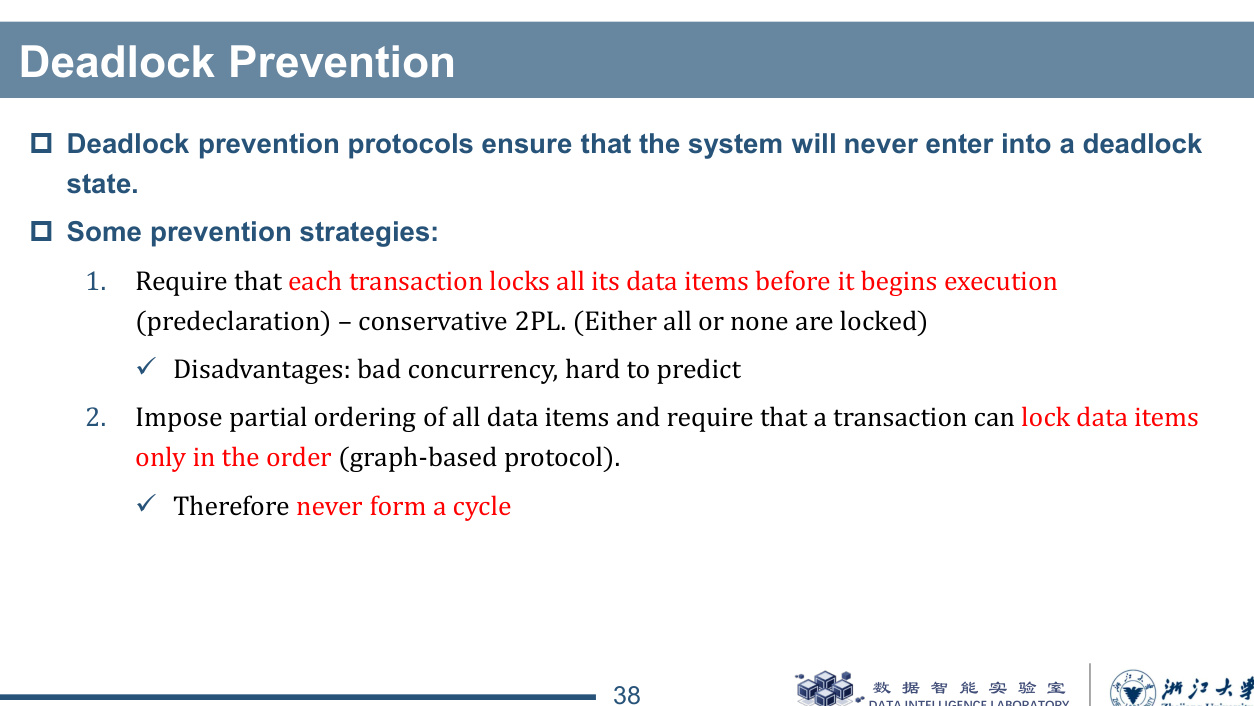 Deadlock Prevention
Deadlock prevention protocols ensure that the system will never enter into a deadlock
state.
Some prevention strategies:
1. Require that each transaction locks all its data items before it begins execution
(predeclaration) – conservative 2PL. (Either all or none are locked)
✓ Disadvantages: bad concurrency, hard to predict
2. Impose partial ordering of all data items and require that a transaction can lock data items
only in the order (graph-based protocol).
✓ Therefore never form a cycle
38
数据智能实验室
DATA INTELLIGENCE LABORATORY
浙江大学